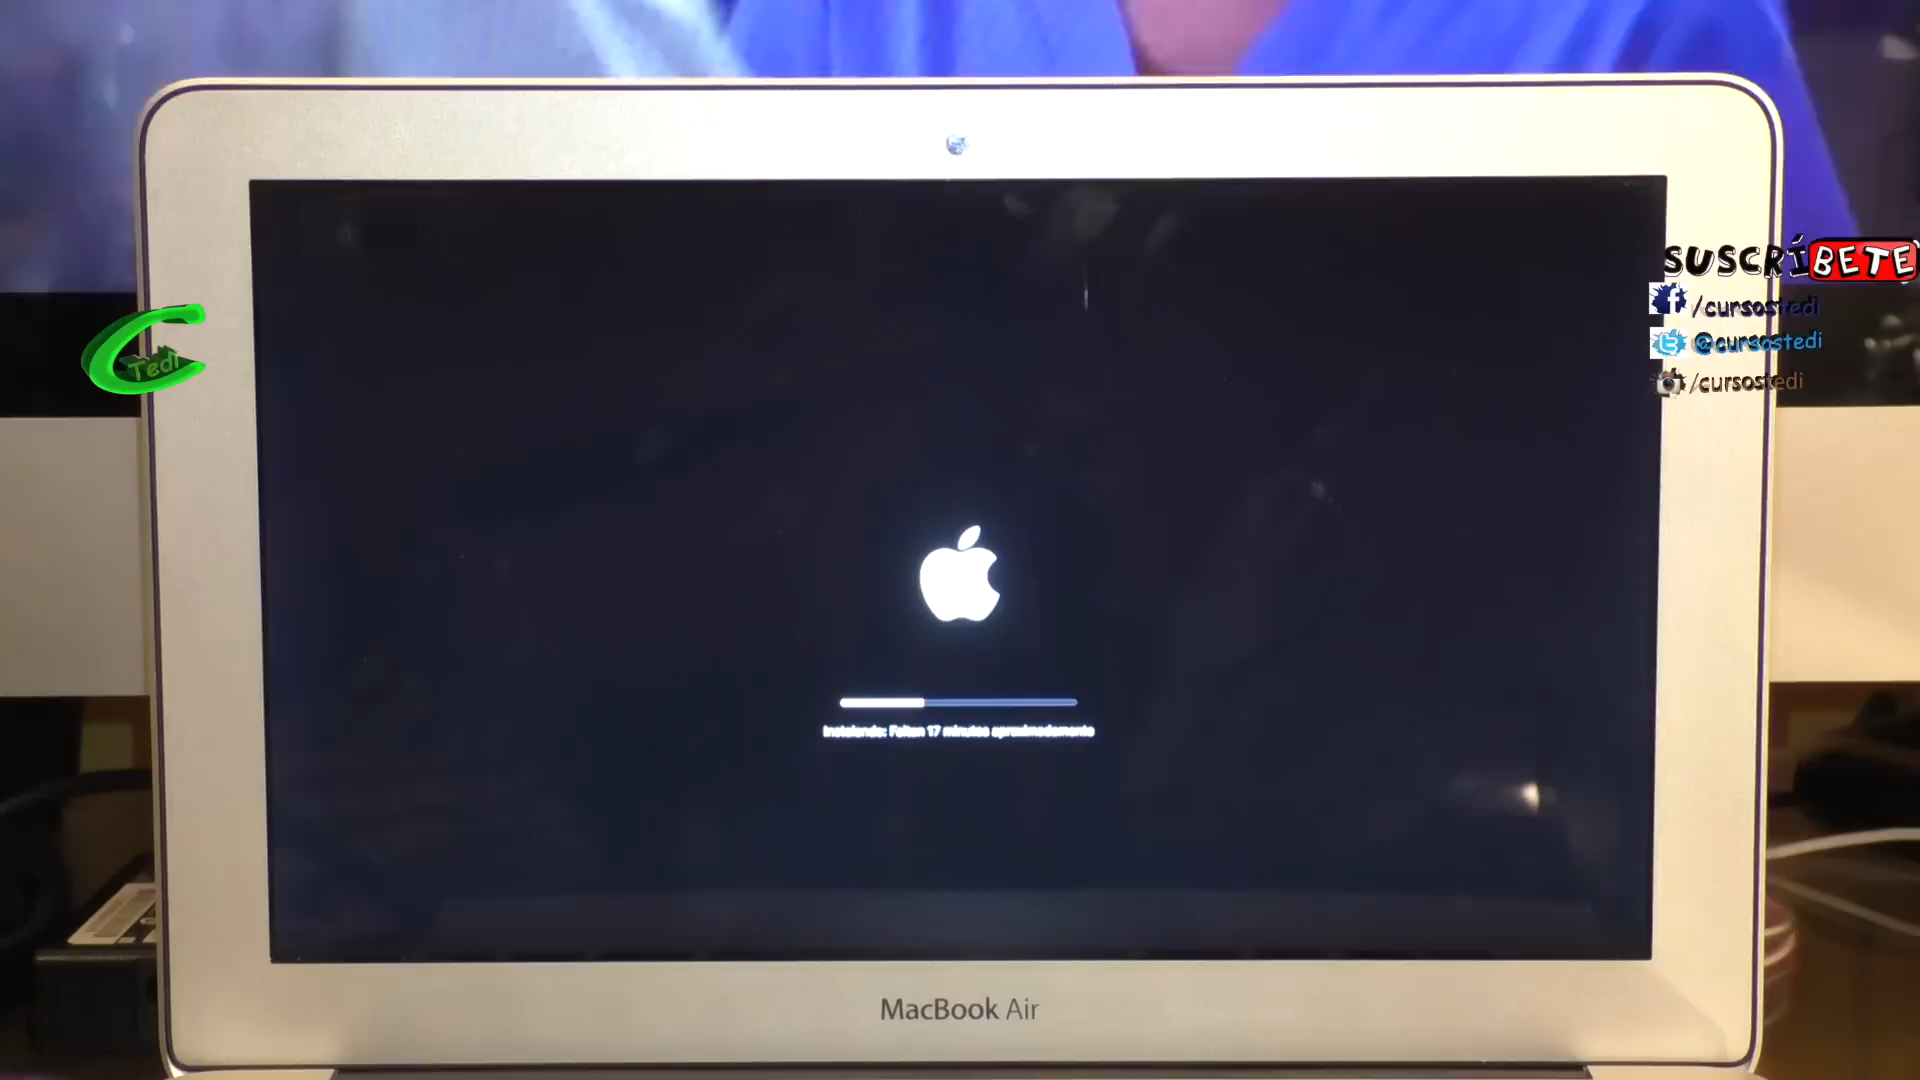 SUSCRÍBETE
/cursostedi
@cursostedi
/cursostedi
C
Tedi
Instalando: Faltan 17 minutos aproximadamente
MacBook Air